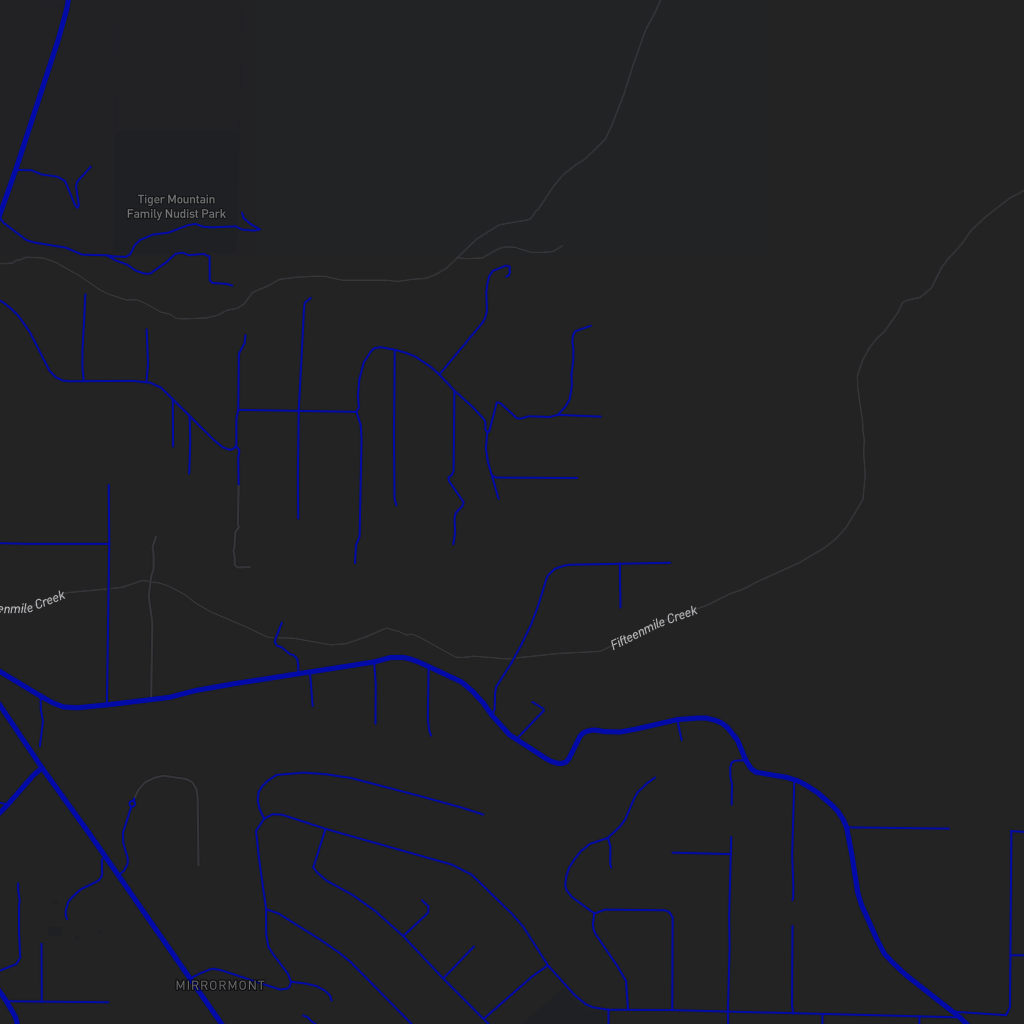 Tiger Mountain
Family Nudist Park
enmile Creek
Fifteenmile Creek
MIRRORMONT